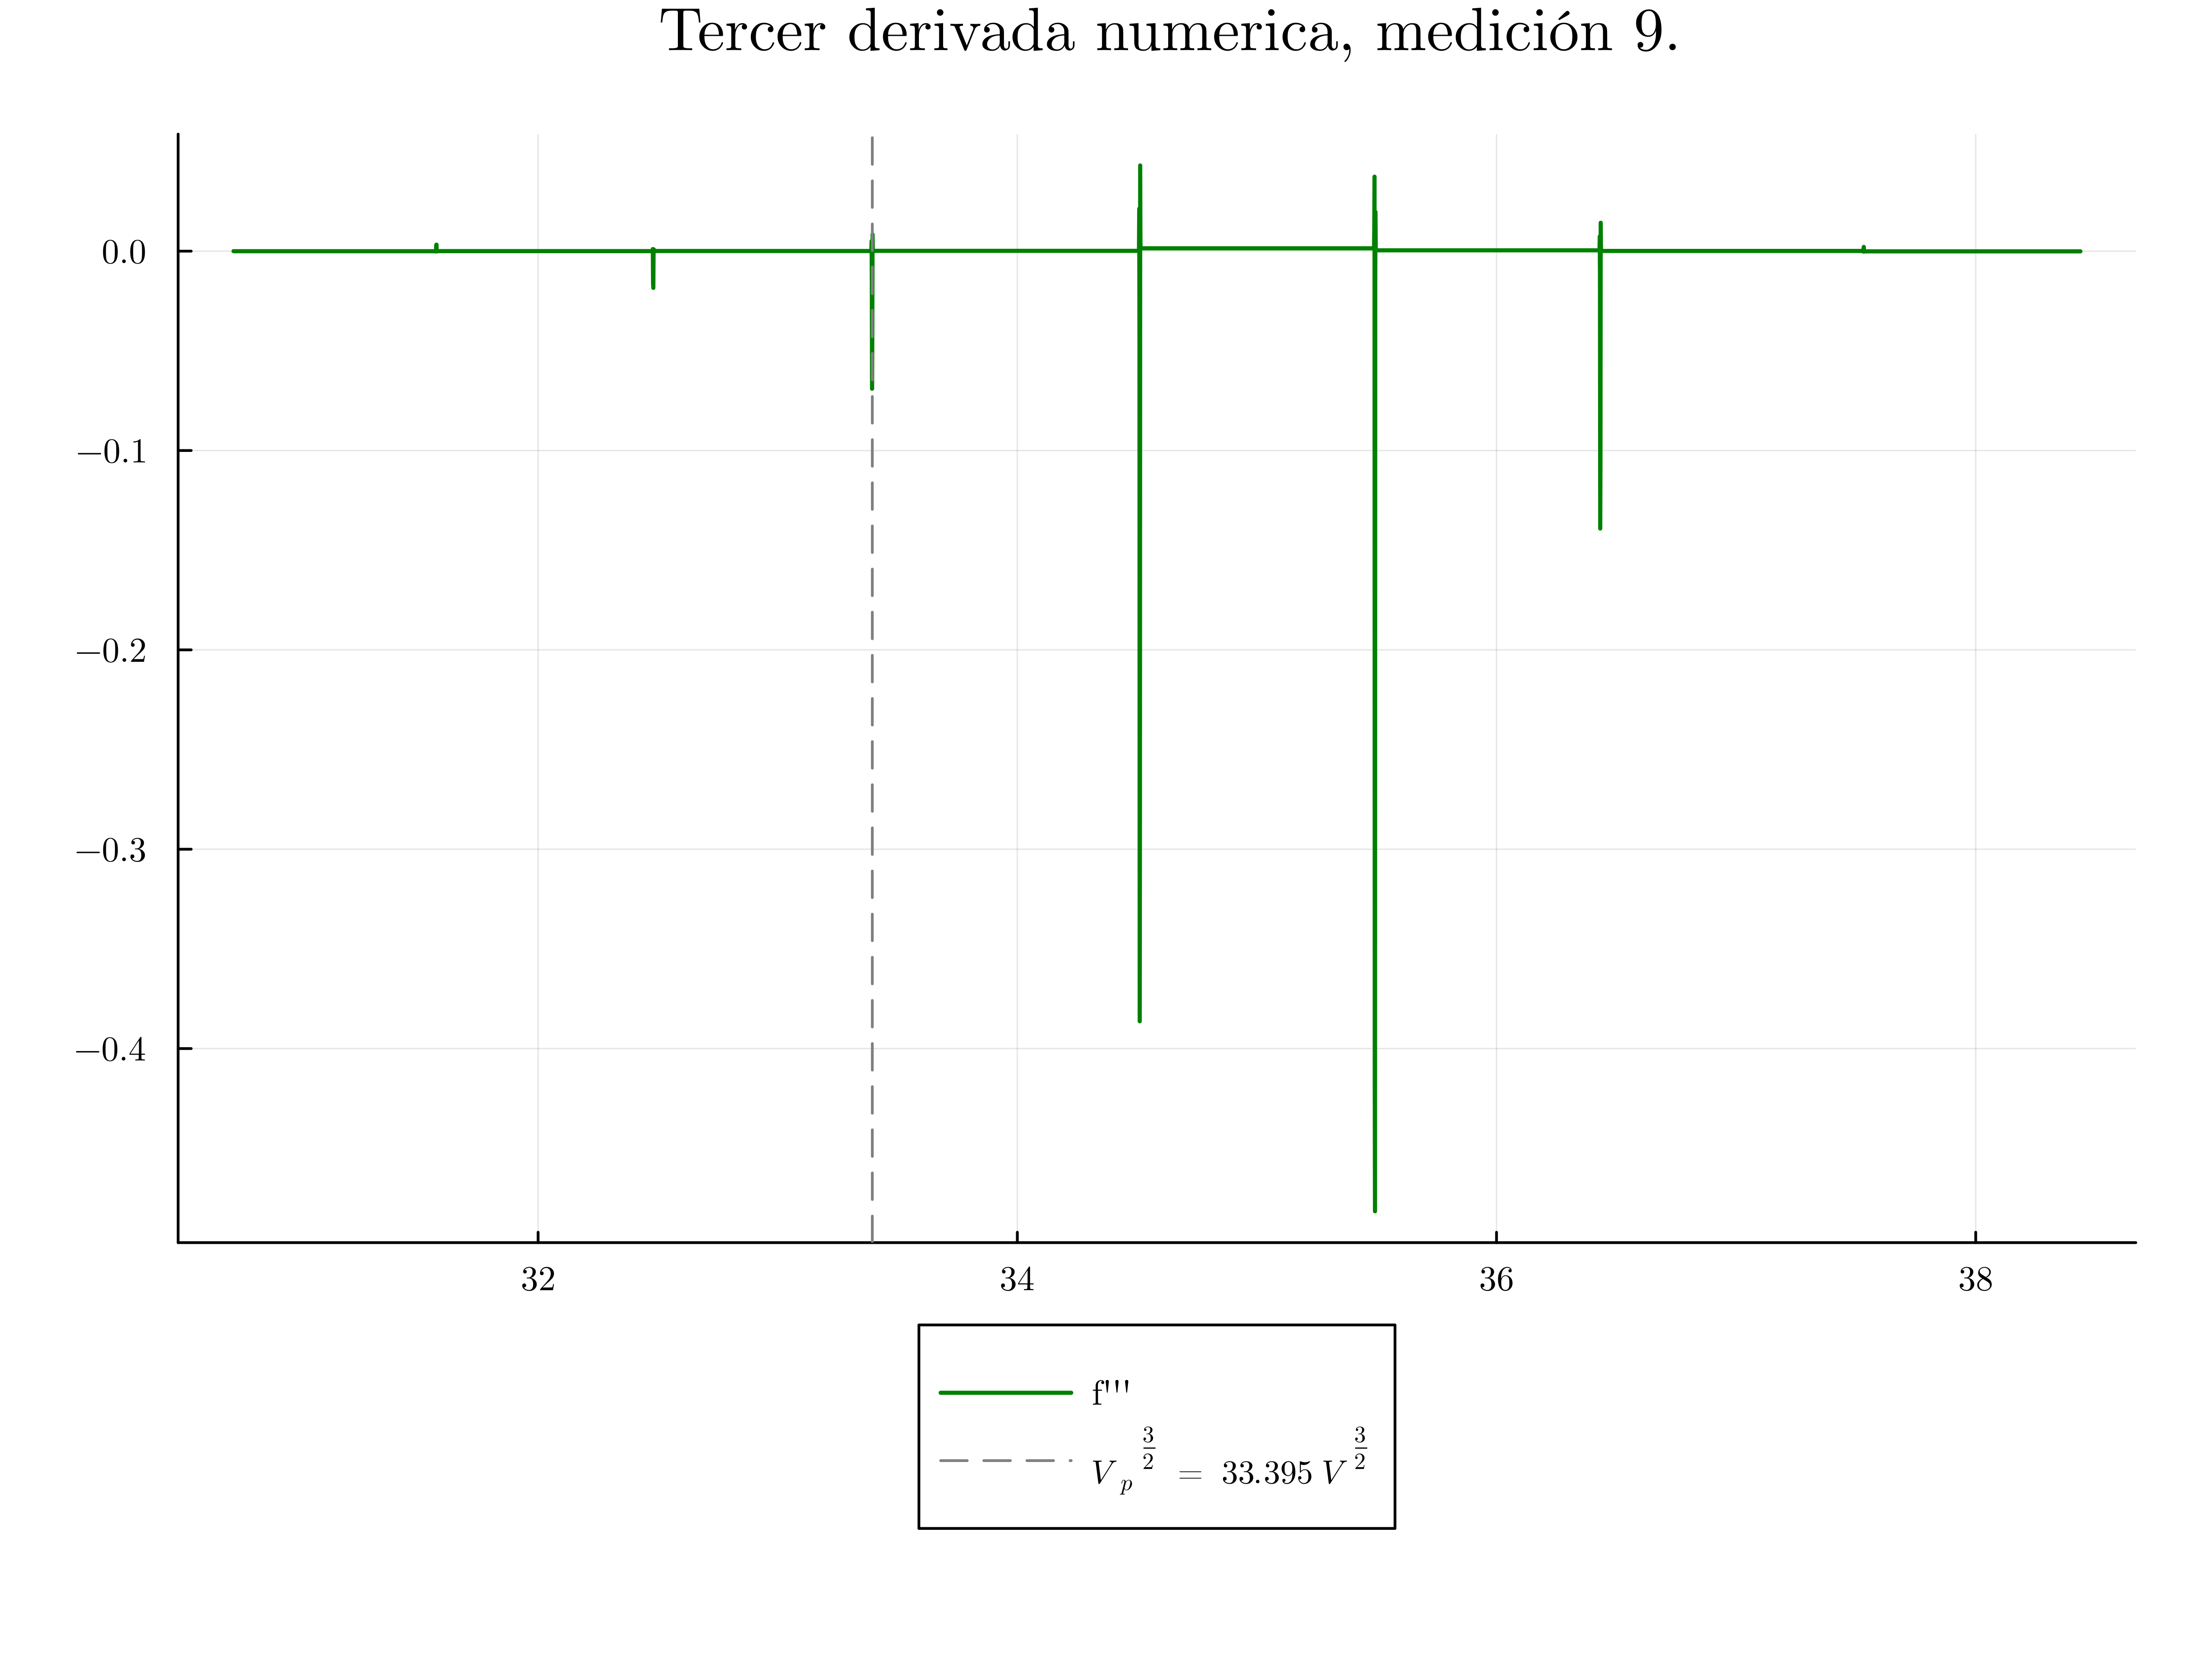 Tercer derivada numerica, medición 9.
0.0
−0.1
−0.2
−0.3
−0.4
32 34 36 38
f'''
V_p^{3/2} = 33.395 V^{3/2}